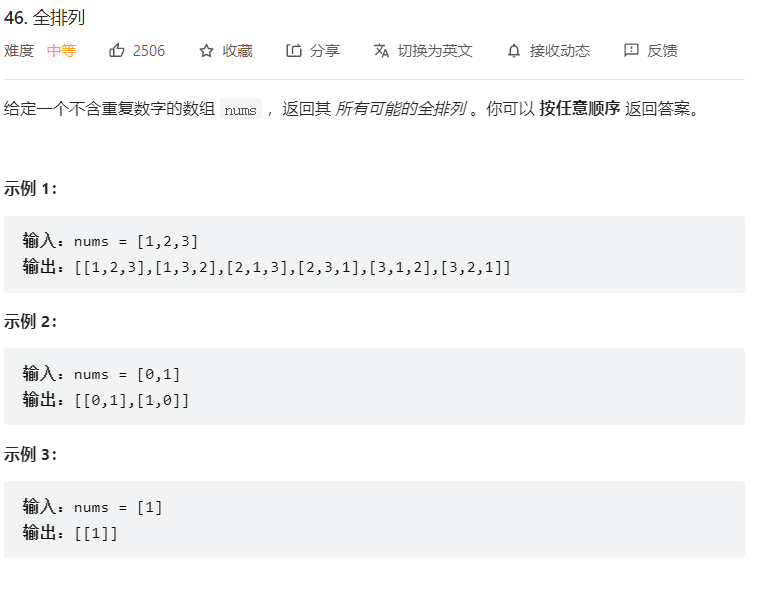 46. 全排列
难度 中等 2506 收藏 分享 切换为英文 接收动态 反馈
给定一个不含重复数字的数组 nums ，返回其 所有可能的全排列 。你可以 按任意顺序 返回答案。
示例 1：
输入：nums = [1,2,3]
输出：[[1,2,3],[1,3,2],[2,1,3],[2,3,1],[3,1,2],[3,2,1]]
示例 2：
输入：nums = [0,1]
输出：[[0,1],[1,0]]
示例 3：
输入：nums = [1]
输出：[[1]]